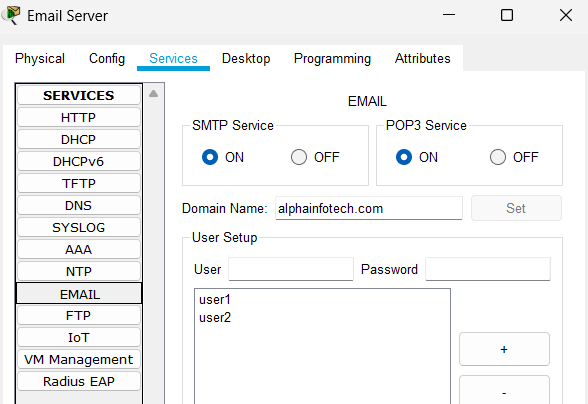 Email Server
Physical Config Services Desktop Programming Attributes
SERVICES
HTTP
DHCP
DHCPv6
TFTP
DNS
SYSLOG
AAA
NTP
EMAIL
FTP
IoT
VM Management
Radius EAP
EMAIL
SMTP Service
ON OFF
POP3 Service
ON OFF
Domain Name: alphainfotech.com Set
User Setup
User Password
user1
user2
+
-